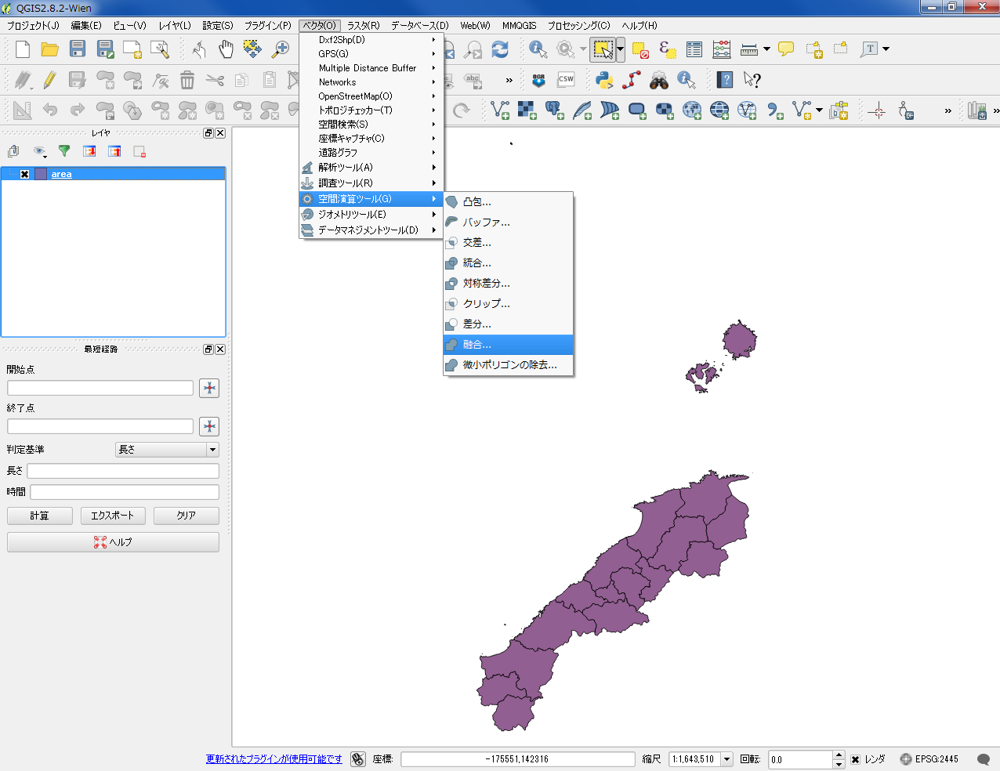 QGIS2.8.2-Wien
プロジェクト(J) 編集(E) ビュー(V) レイヤ(L) 設定(S) プラグイン(P) ベクタ(O) ラスタ(R) データベース(D) Web(W) MMQGIS プロセッシング(C) ヘルプ(H)
Dxf2Shp(D)
GPS(G)
Multiple Distance Buffer
Networks
OpenStreetMap(O)
トポロジチェッカー(T)
空間検索(S)
座標キャプチャ(C)
道路グラフ
解析ツール(A)
調査ツール(R)
空間演算ツール(G)
ジオメトリツール(E)
データマネジメントツール(D)
凸包...
バッファ...
交差...
統合...
対称差分...
クリップ...
差分...
融合...
微小ポリゴンの除去...
abc
OGR
CSW
T
レイヤ
area
最短経路
開始点
終了点
判定基準 長さ
長さ
時間
計算 エクスポート クリア
ヘルプ
更新されたプラグインが使用可能です 座標: -175551,142316 縮尺 1:1,643,510 回転: 0.0 レンダ EPSG:2445